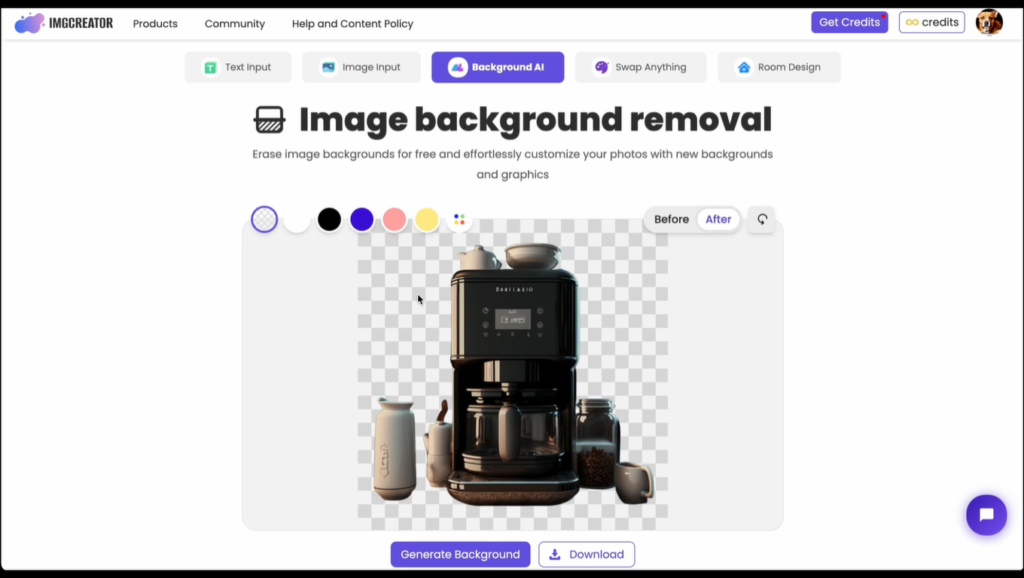 IMGCREATOR Products Community Help and Content Policy Get Credits credits
Text Input Image Input Background AI Swap Anything Room Design
Image background removal
Erase image backgrounds for free and effortlessly customize your photos with new backgrounds
and graphics
Before After
Generate Background Download